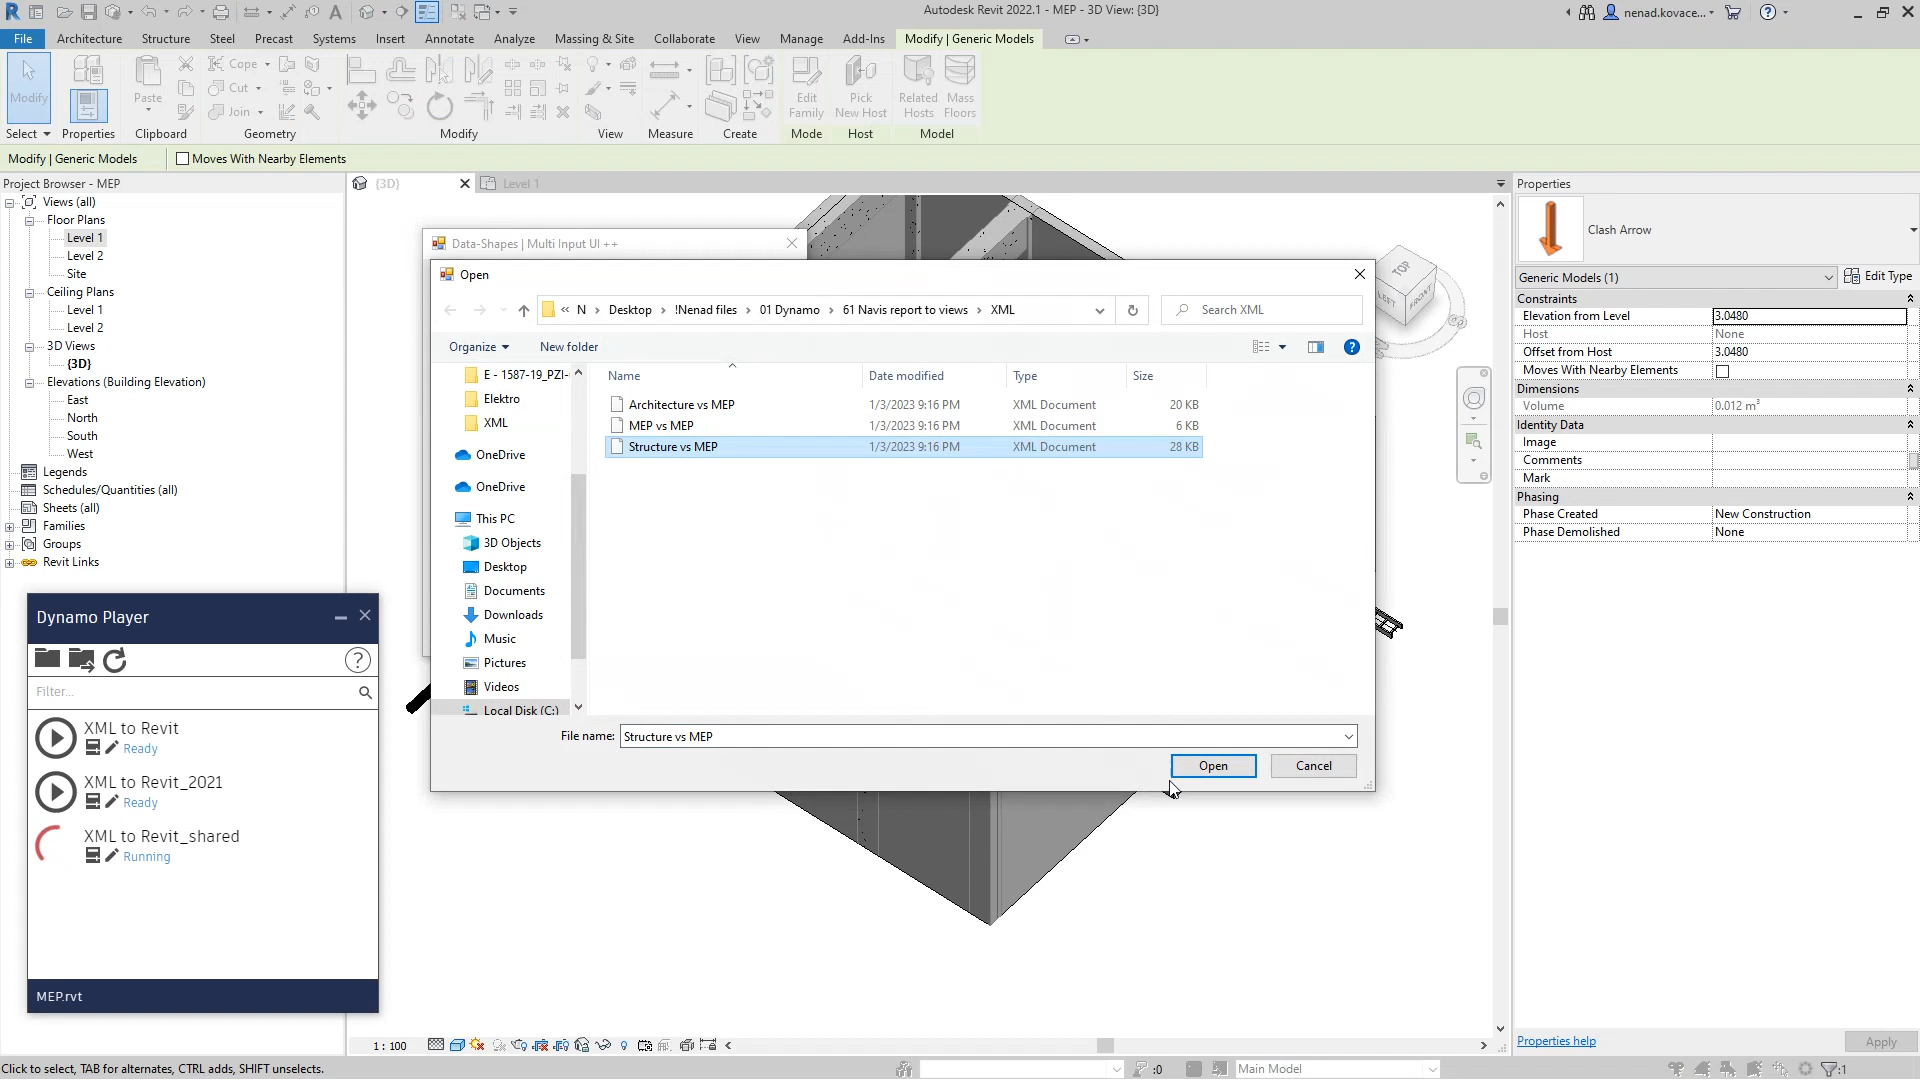 Autodesk Revit 2022.1 - MEP - 3D View: {3D}
nenad.kovace...
File Architecture Structure Steel Precast Systems Insert Annotate Analyze Massing & Site Collaborate View Manage Add-Ins Modify | Generic Models
Modify
Paste
Cope
Cut
Join
Edit Family
Pick New Host
Related Hosts
Mass Floors
Select Properties Clipboard Geometry Modify View Measure Create Mode Host Model
Modify | Generic Models Moves With Nearby Elements
Project Browser - MEP
Views (all)
Floor Plans
Level 1
Level 2
Site
Ceiling Plans
Level 1
Level 2
3D Views
{3D}
Elevations (Building Elevation)
East
North
South
West
Legends
Schedules/Quantities (all)
Sheets (all)
Families
Groups
Revit Links
{3D}
Level 1
TOP
LEFT
FRONT
Data-Shapes | Multi Input UI ++
Open
« N > Desktop > !Nenad files > 01 Dynamo > 61 Navis report to views > XML
Search XML
Organize New folder
E - 1587-19_PZI-
Elektro
XML
OneDrive
OneDrive
This PC
3D Objects
Desktop
Documents
Downloads
Music
Pictures
Videos
Local Disk (C:)
Name Date modified Type Size
Architecture vs MEP 1/3/2023 9:16 PM XML Document 20 KB
MEP vs MEP 1/3/2023 9:16 PM XML Document 6 KB
Structure vs MEP 1/3/2023 9:16 PM XML Document 28 KB
File name: Structure vs MEP
Open Cancel
Dynamo Player
Filter...
XML to Revit
Ready
XML to Revit_2021
Ready
XML to Revit_shared
Running
MEP.rvt
Properties
Clash Arrow
Generic Models (1) Edit Type
Constraints
Elevation from Level 3.0480
Host None
Offset from Host 3.0480
Moves With Nearby Elements
Dimensions
Volume 0.012 m³
Identity Data
Image
Comments
Mark
Phasing
Phase Created New Construction
Phase Demolished None
Properties help Apply
1 : 100
Click to select, TAB for alternates, CTRL adds, SHIFT unselects.
:0
Main Model
:1